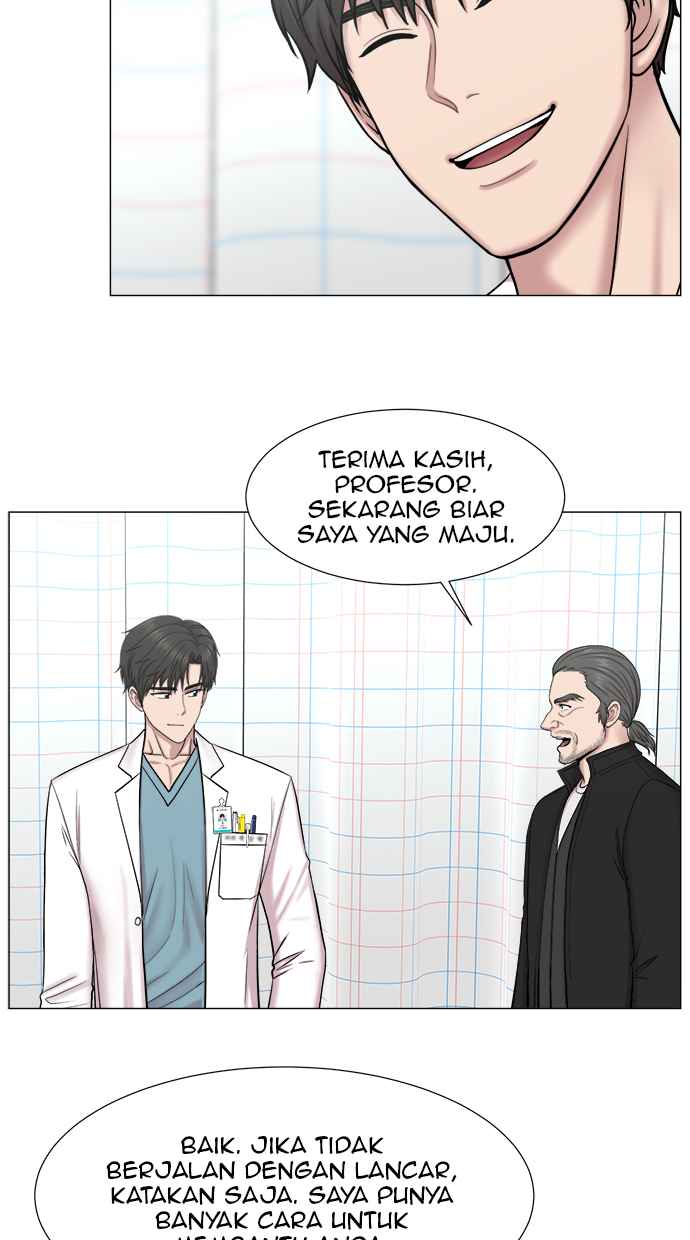 TERIMA KASIH,
PROFESOR.
SEKARANG BIAR
SAYA YANG MAJU.
BAIK. JIKA TIDAK
BERJALAN DENGAN LANCAR,
KATAKAN SAJA. SAYA PUNYA
BANYAK CARA UNTUK